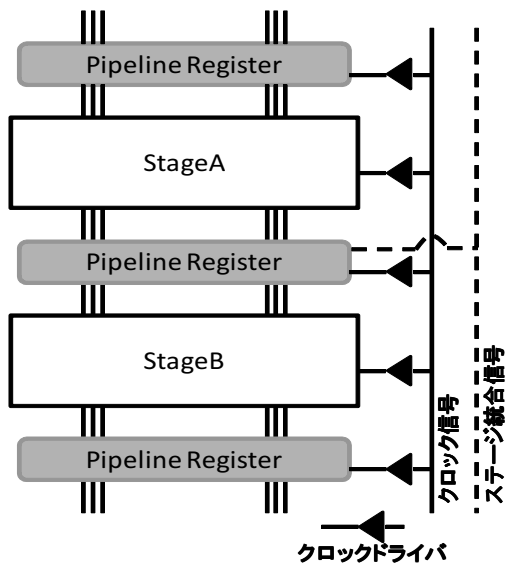 Pipeline Register
StageA
Pipeline Register
StageB
Pipeline Register
クロック信号
ステージ統合信号
クロックドライバ